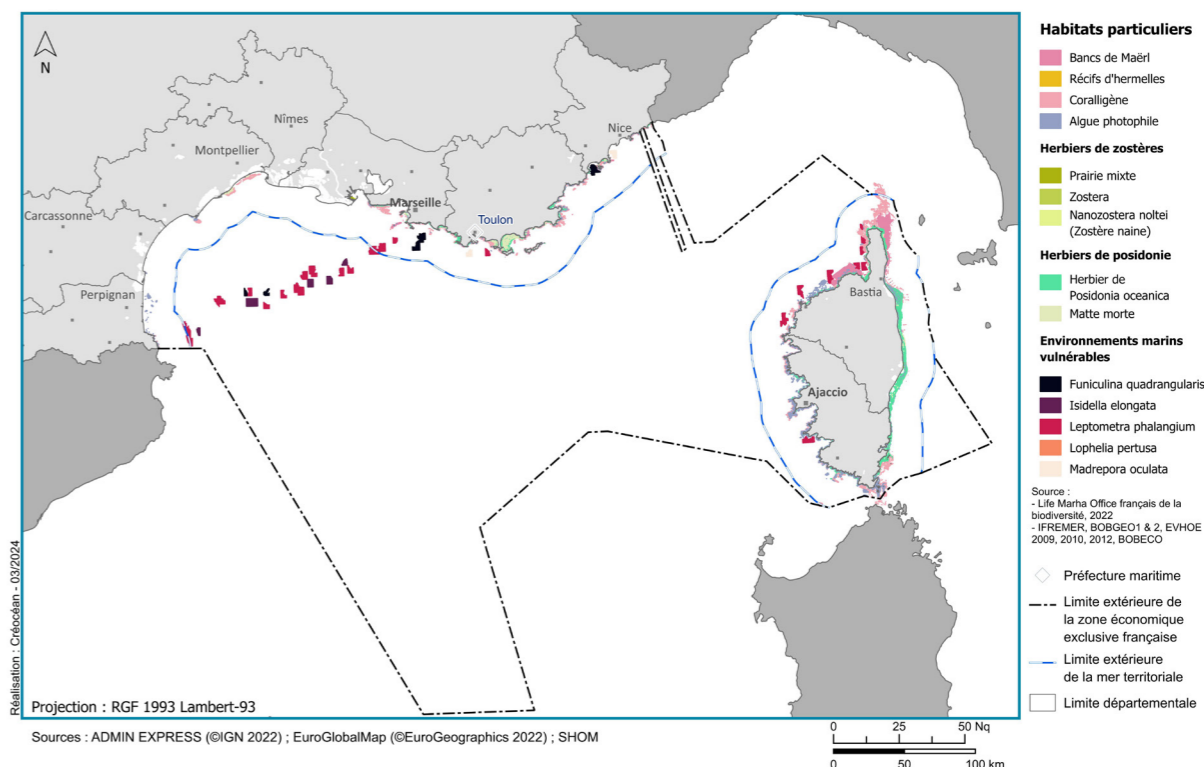 N
Nîmes
Montpellier
Nice
Carcassonne
Marseille
Toulon
Perpignan
Bastia
Ajaccio
Projection : RGF 1993 Lambert-93
Réalisation : Créocéan - 03/2024
Habitats particuliers
Bancs de Maërl
Récifs d'hermelles
Coralligène
Algue photophile
Herbiers de zostères
Prairie mixte
Zostera
Nanozostera noltei
(Zostère naine)
Herbiers de posidonie
Herbier de
Posidonia oceanica
Matte morte
Environnements marins
vulnérables
Funiculina quadrangularis
Isidella elongata
Leptometra phalangium
Lophelia pertusa
Madrepora oculata
Source :
- Life Marha Office français de la
biodiversité, 2022
- IFREMER, BOBGEO1 & 2, EVHOE
2009, 2010, 2012, BOBECO
Préfecture maritime
Limite extérieure de
la zone économique
exclusive française
Limite extérieure
de la mer territoriale
Limite départementale
Sources : ADMIN EXPRESS (©IGN 2022) ; EuroGlobalMap (©EuroGeographics 2022) ; SHOM
0 25 50 Nq
0 50 100 km